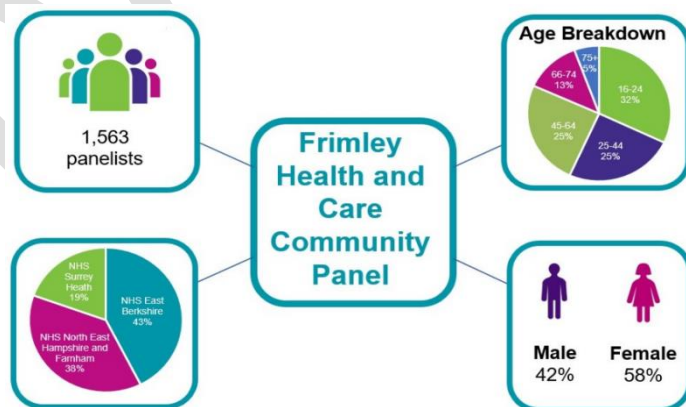 1,563
panelists
Age Breakdown
75+
5%
66-74
13%
16-24
32%
45-64
25%
25-44
25%
Frimley
Health and
Care
Community
Panel
NHS
Surrey
Heath
19%
NHS East
Berkshire
43%
NHS North East
Hampshire and
Farnham
38%
Male
42%
Female
58%